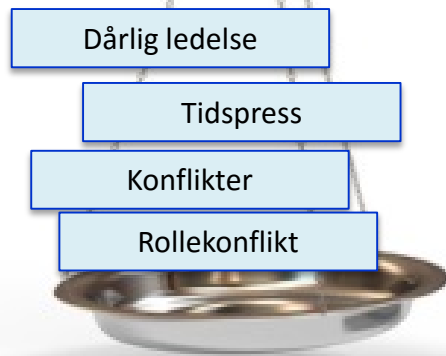 Dårlig ledelse
Tidspress
Konflikter
Rollekonflikt